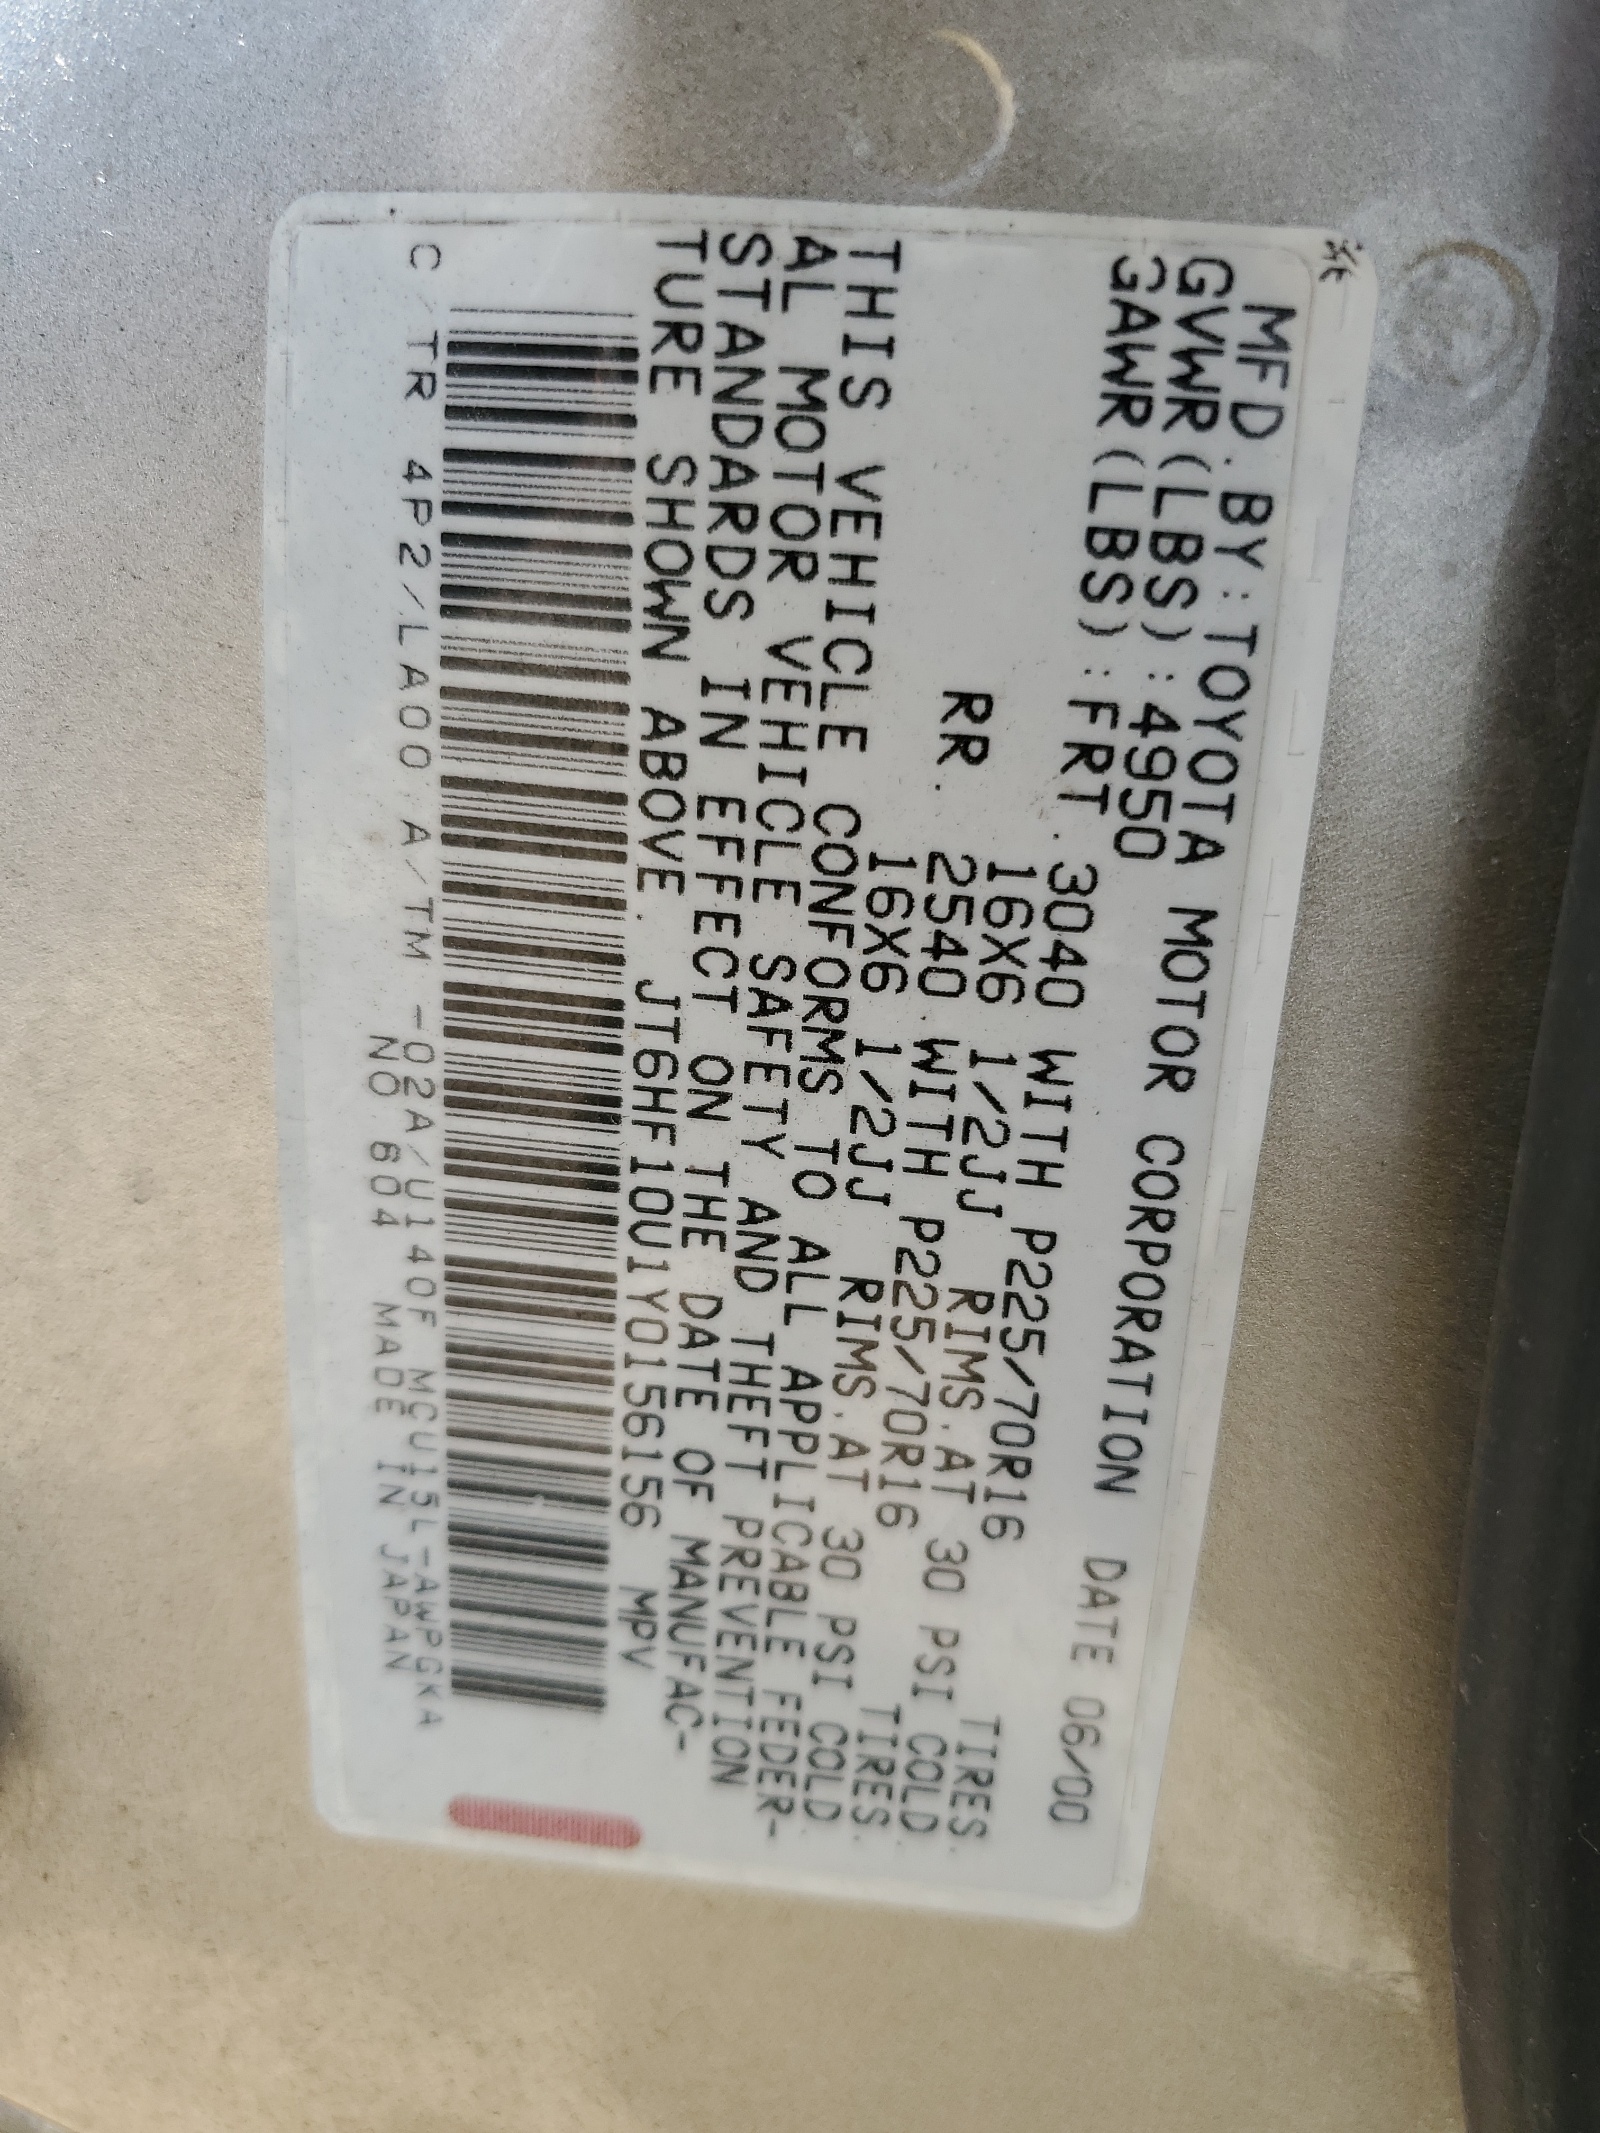 MFD.BY:TOYOTA MOTOR CORPORATION DATE 06/00
GVWR(LBS):4950
GAWR(LBS):FRT.3040 WITH P225/70R16 TIRES
16X6 1/2JJ RIMS.AT 30 PSI COLD.
RR. 2540 WITH P225/70R16 TIRES.
16X6 1/2JJ RIMS.AT 30 PSI COLD
THIS VEHICLE CONFORMS TO ALL APPLICABLE FEDER-
AL MOTOR VEHICLE SAFETY AND THEFT PREVENTION
STANDARDS IN EFFECT ON THE DATE OF MANUFAC-
TURE SHOWN ABOVE. JT6HF10U1Y0156156 MPV
C/TR 4P2/LA00 A/TM -02A/U140F MCU15L-AWPGKA
NO 604 MADE IN JAPAN